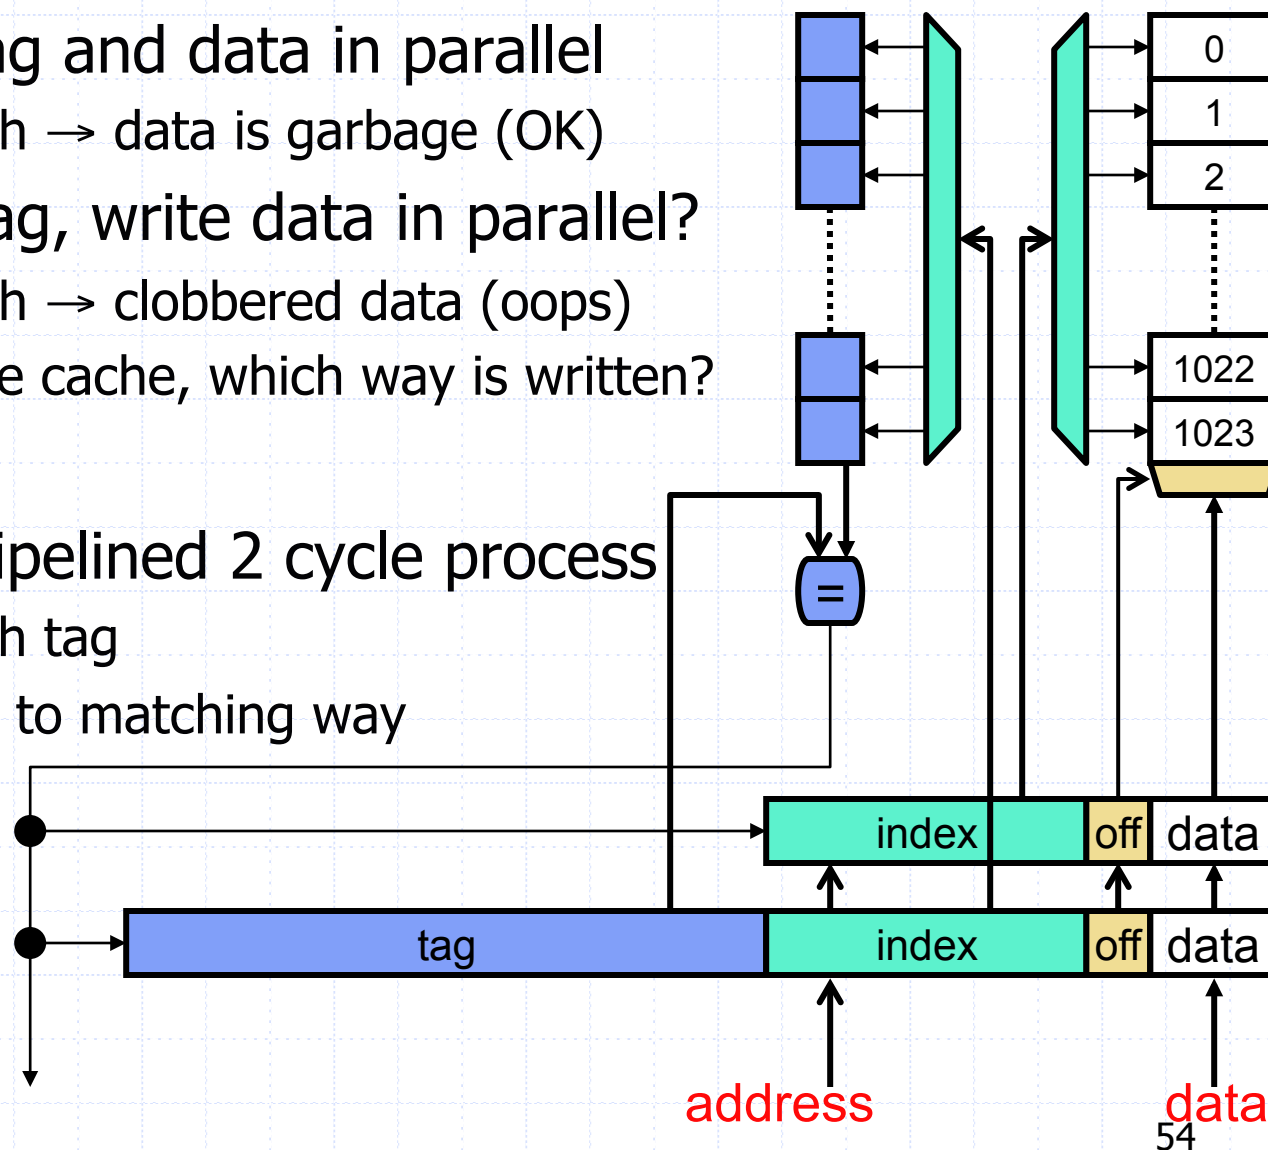 ag and data in parallel
h → data is garbage (OK)
ag, write data in parallel?
h → clobbered data (oops)
e cache, which way is written?
ipelined 2 cycle process
h tag
to matching way
0
1
2
1022
1023
=
index off data
tag index off data
address data
54